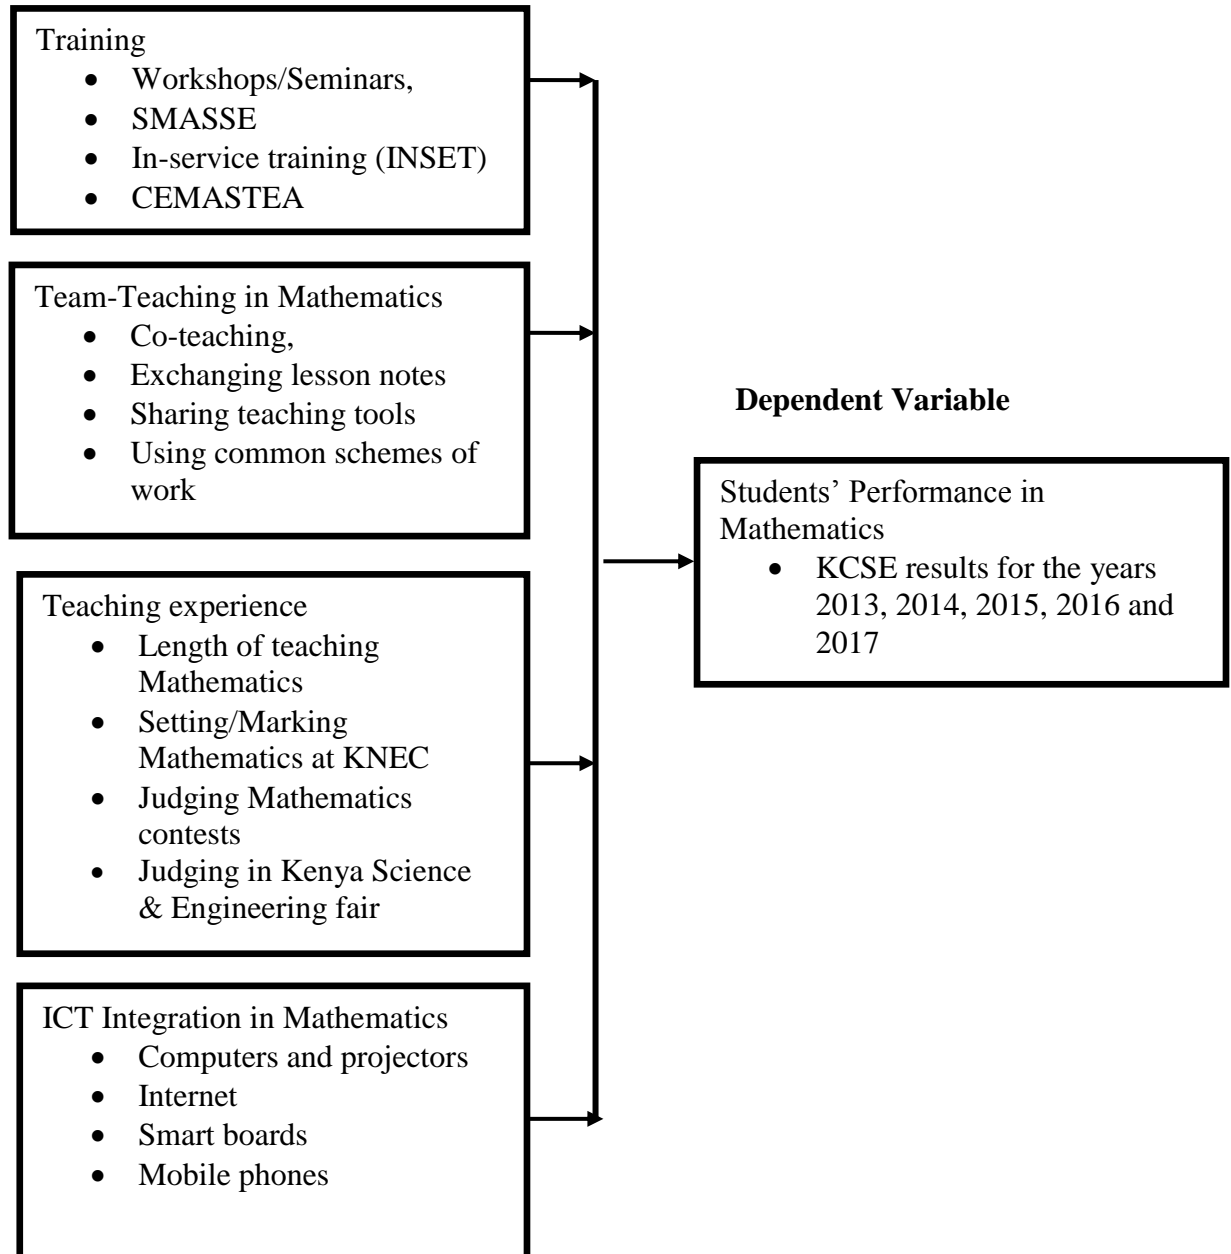 Training
• Workshops/Seminars,
• SMASSE
• In-service training (INSET)
• CEMASTEA
Team-Teaching in Mathematics
• Co-teaching,
• Exchanging lesson notes
• Sharing teaching tools
• Using common schemes of
work
Teaching experience
• Length of teaching
Mathematics
• Setting/Marking
Mathematics at KNEC
• Judging Mathematics
contests
• Judging in Kenya Science
& Engineering fair
ICT Integration in Mathematics
• Computers and projectors
• Internet
• Smart boards
• Mobile phones
Dependent Variable
Students’ Performance in
Mathematics
• KCSE results for the years
2013, 2014, 2015, 2016 and
2017